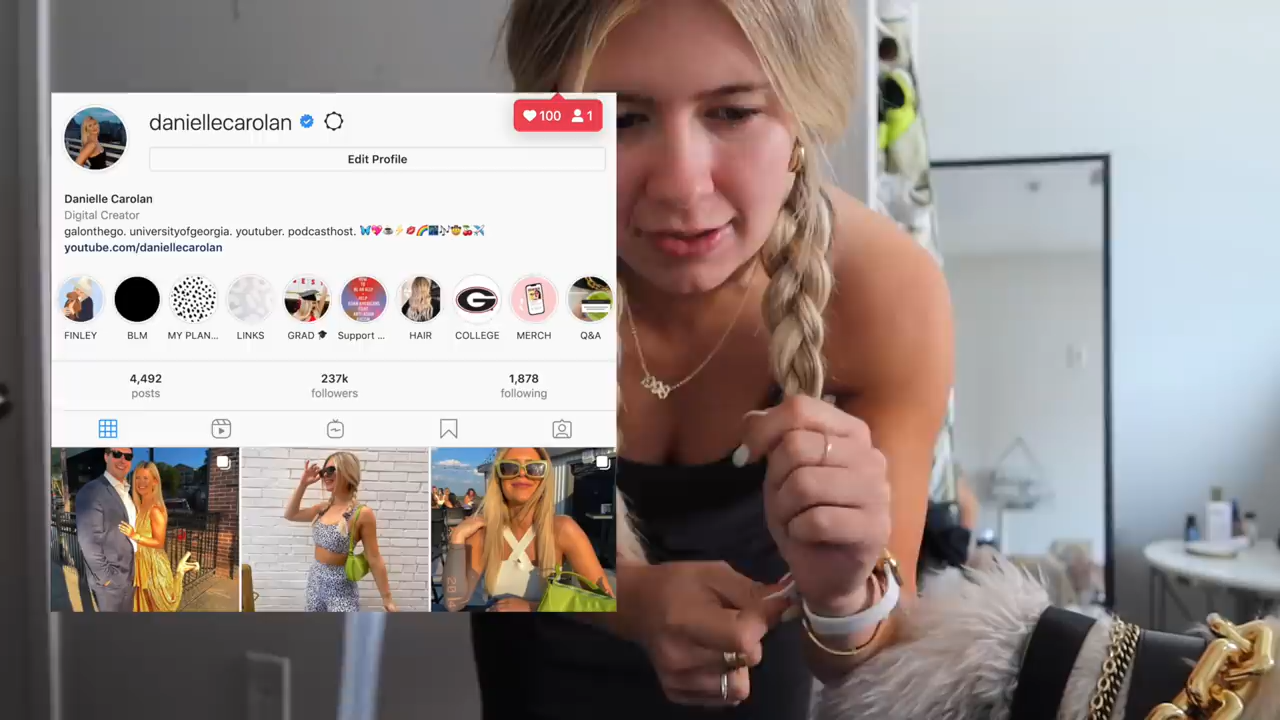 daniellecarolan
100 1
Edit Profile
Danielle Carolan
Digital Creator
galonthego. universityofgeorgia. youtuber. podcasthost. 🦋💖☕⚡💋🌈🌃🎶🤠🍒✈️
youtube.com/daniellecarolan
FINLEY BLM MY PLAN... LINKS GRAD 🎓 Support ... HAIR COLLEGE MERCH Q&A
4,492 237k 1,878
posts followers following